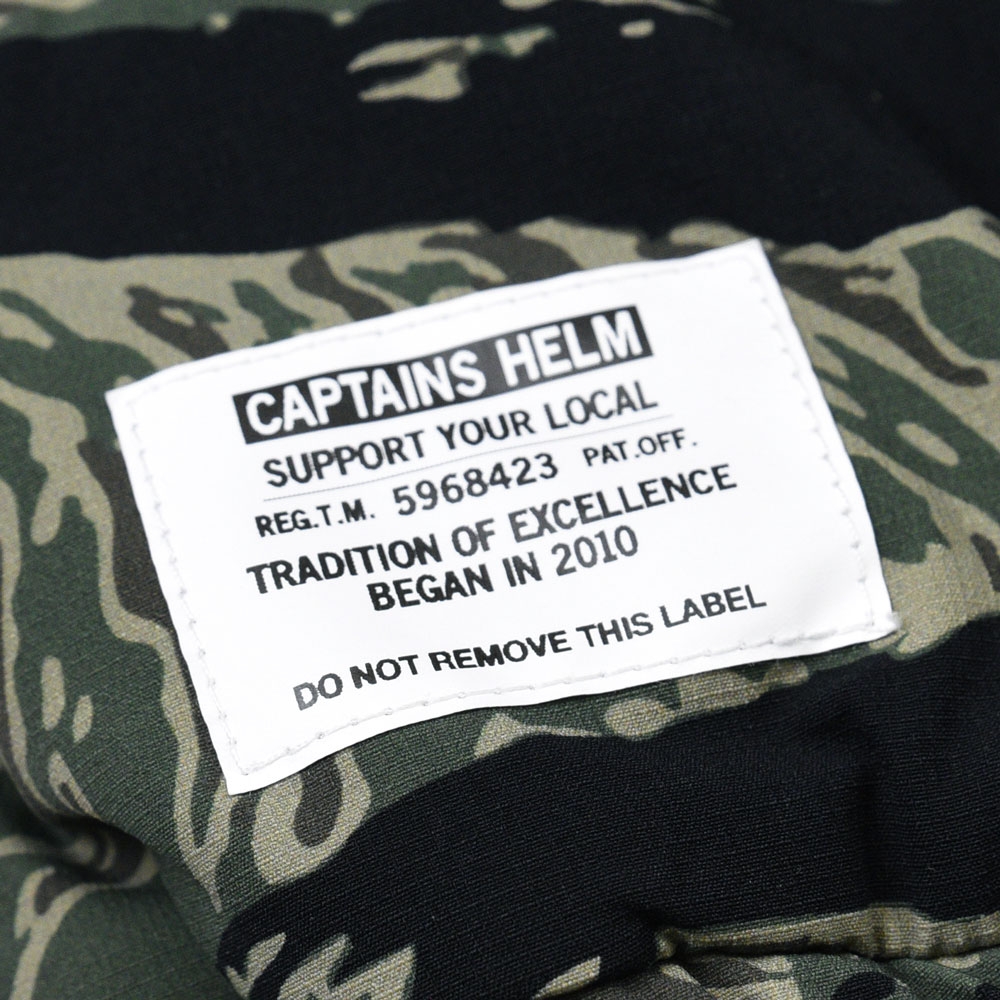 CAPTAINS HELM
SUPPORT YOUR LOCAL
REG.T.M. 5968423 PAT.OFF.
TRADITION OF EXCELLENCE
BEGAN IN 2010
DO NOT REMOVE THIS LABEL